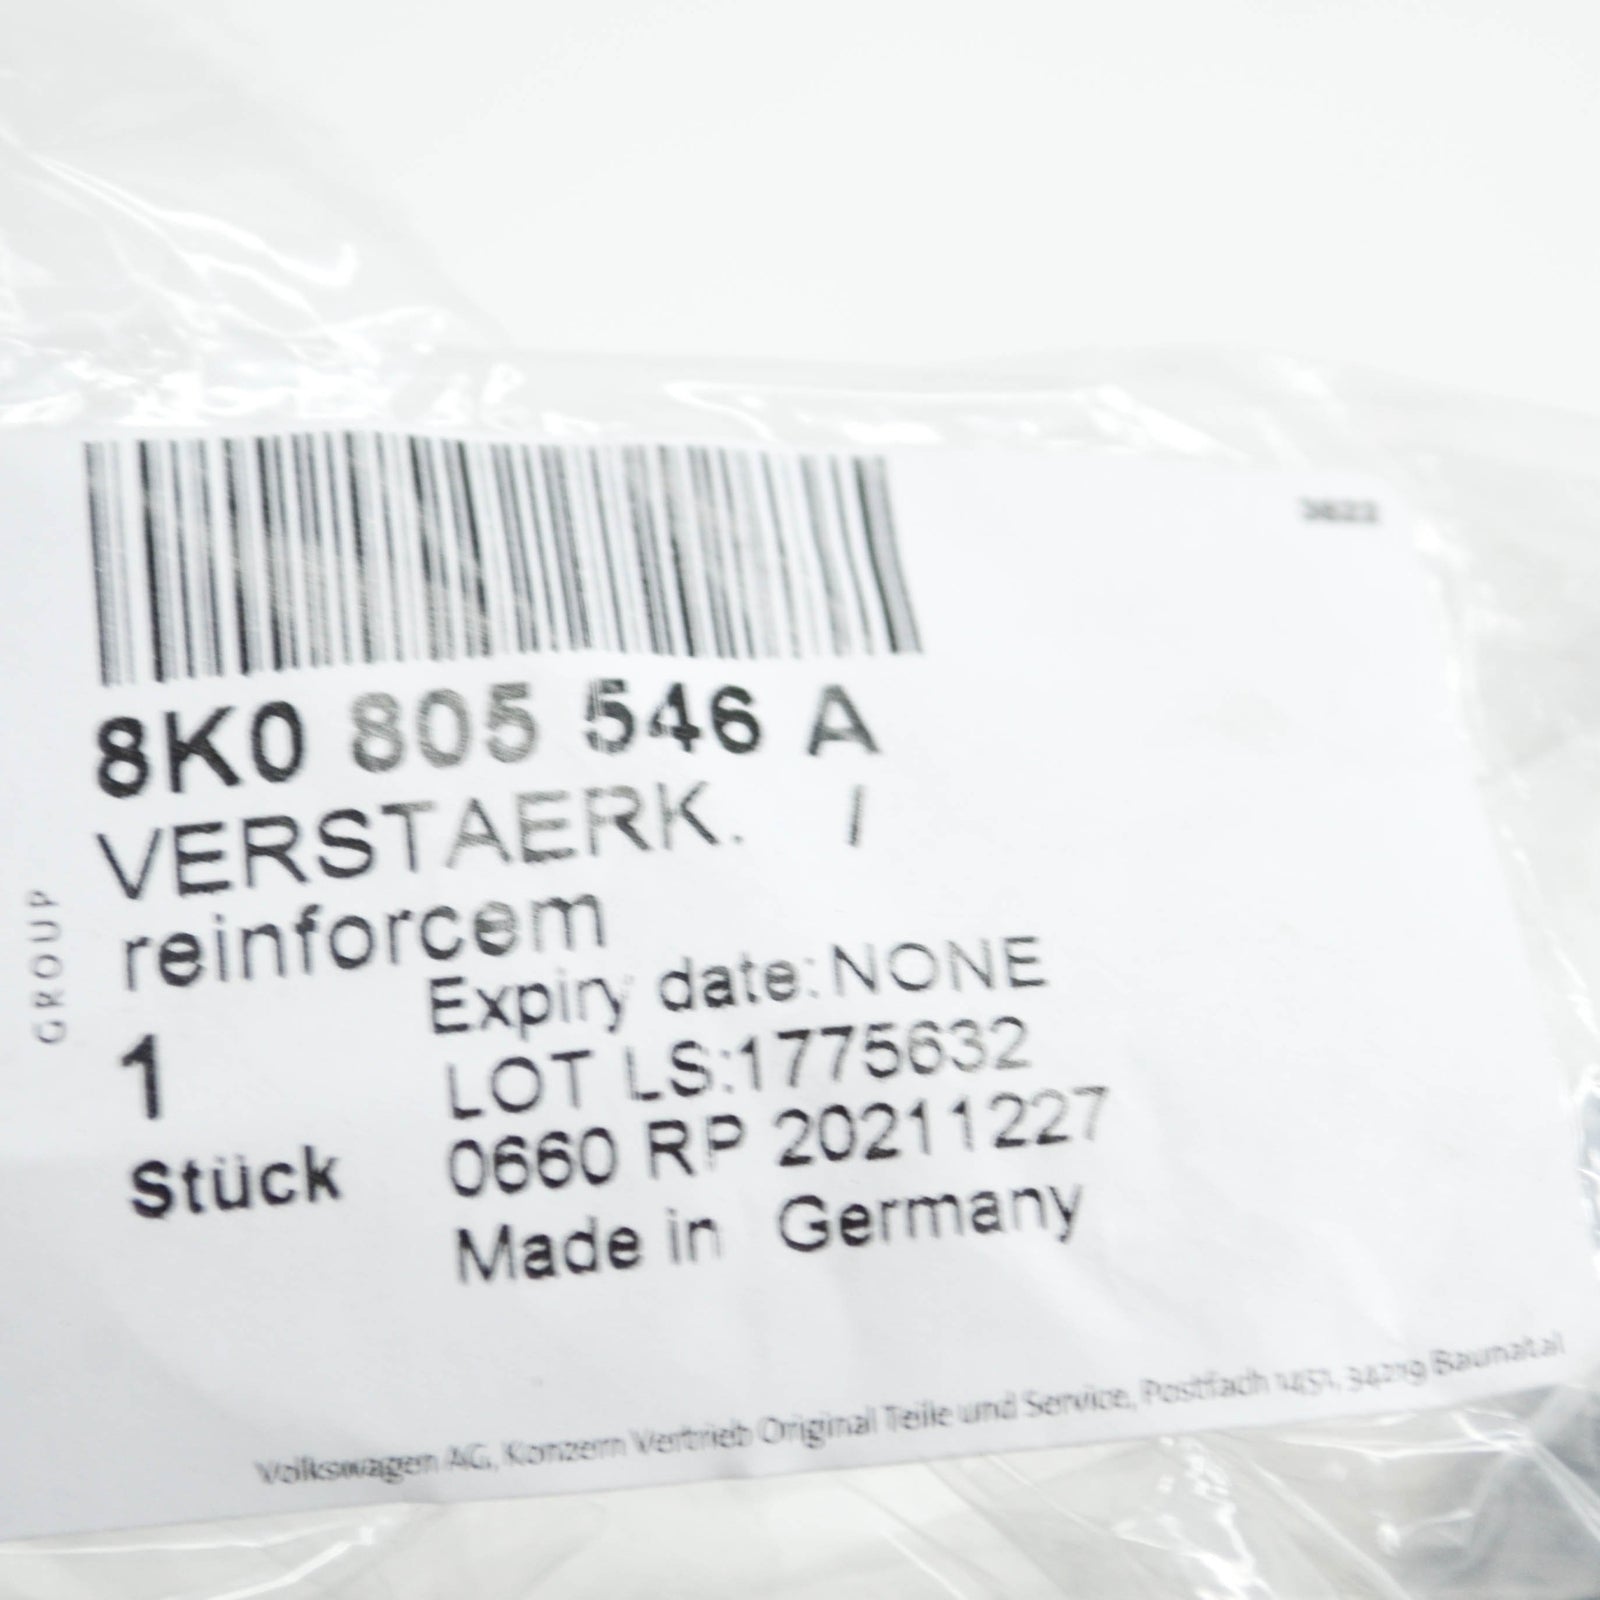 8K0 805 546 A
VERSTAERK. /
reinforcem
GROUP
Expiry date:NONE
1
LOT LS:1775632
Stück
0660 RP 20211227
Made in Germany
Volkswagen AG, Konzern Vertrieb Original Teile und Service, Postfach 1451, 34219 Baunatal